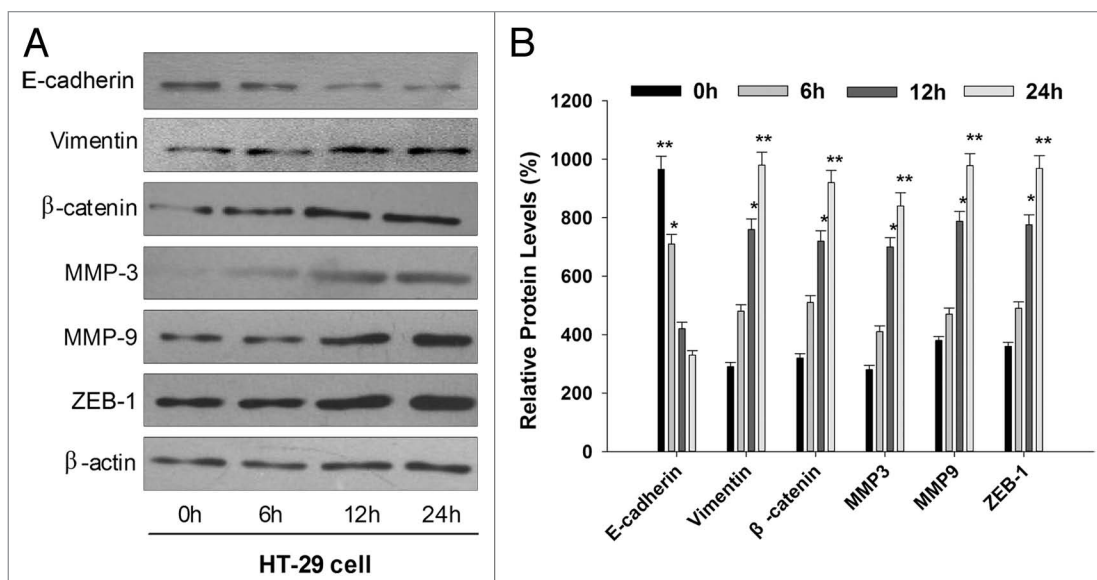 A
E-cadherin
Vimentin
β-catenin
MMP-3
MMP-9
ZEB-1
β-actin
0h 6h 12h 24h
HT-29 cell
B
0h 6h 12h 24h
Relative Protein Levels (%)
1200
1000
800
600
400
200
0
** *
* **
* **
* **
* **
* **
E-cadherin
Vimentin
β -catenin
MMP3
MMP9
ZEB-1